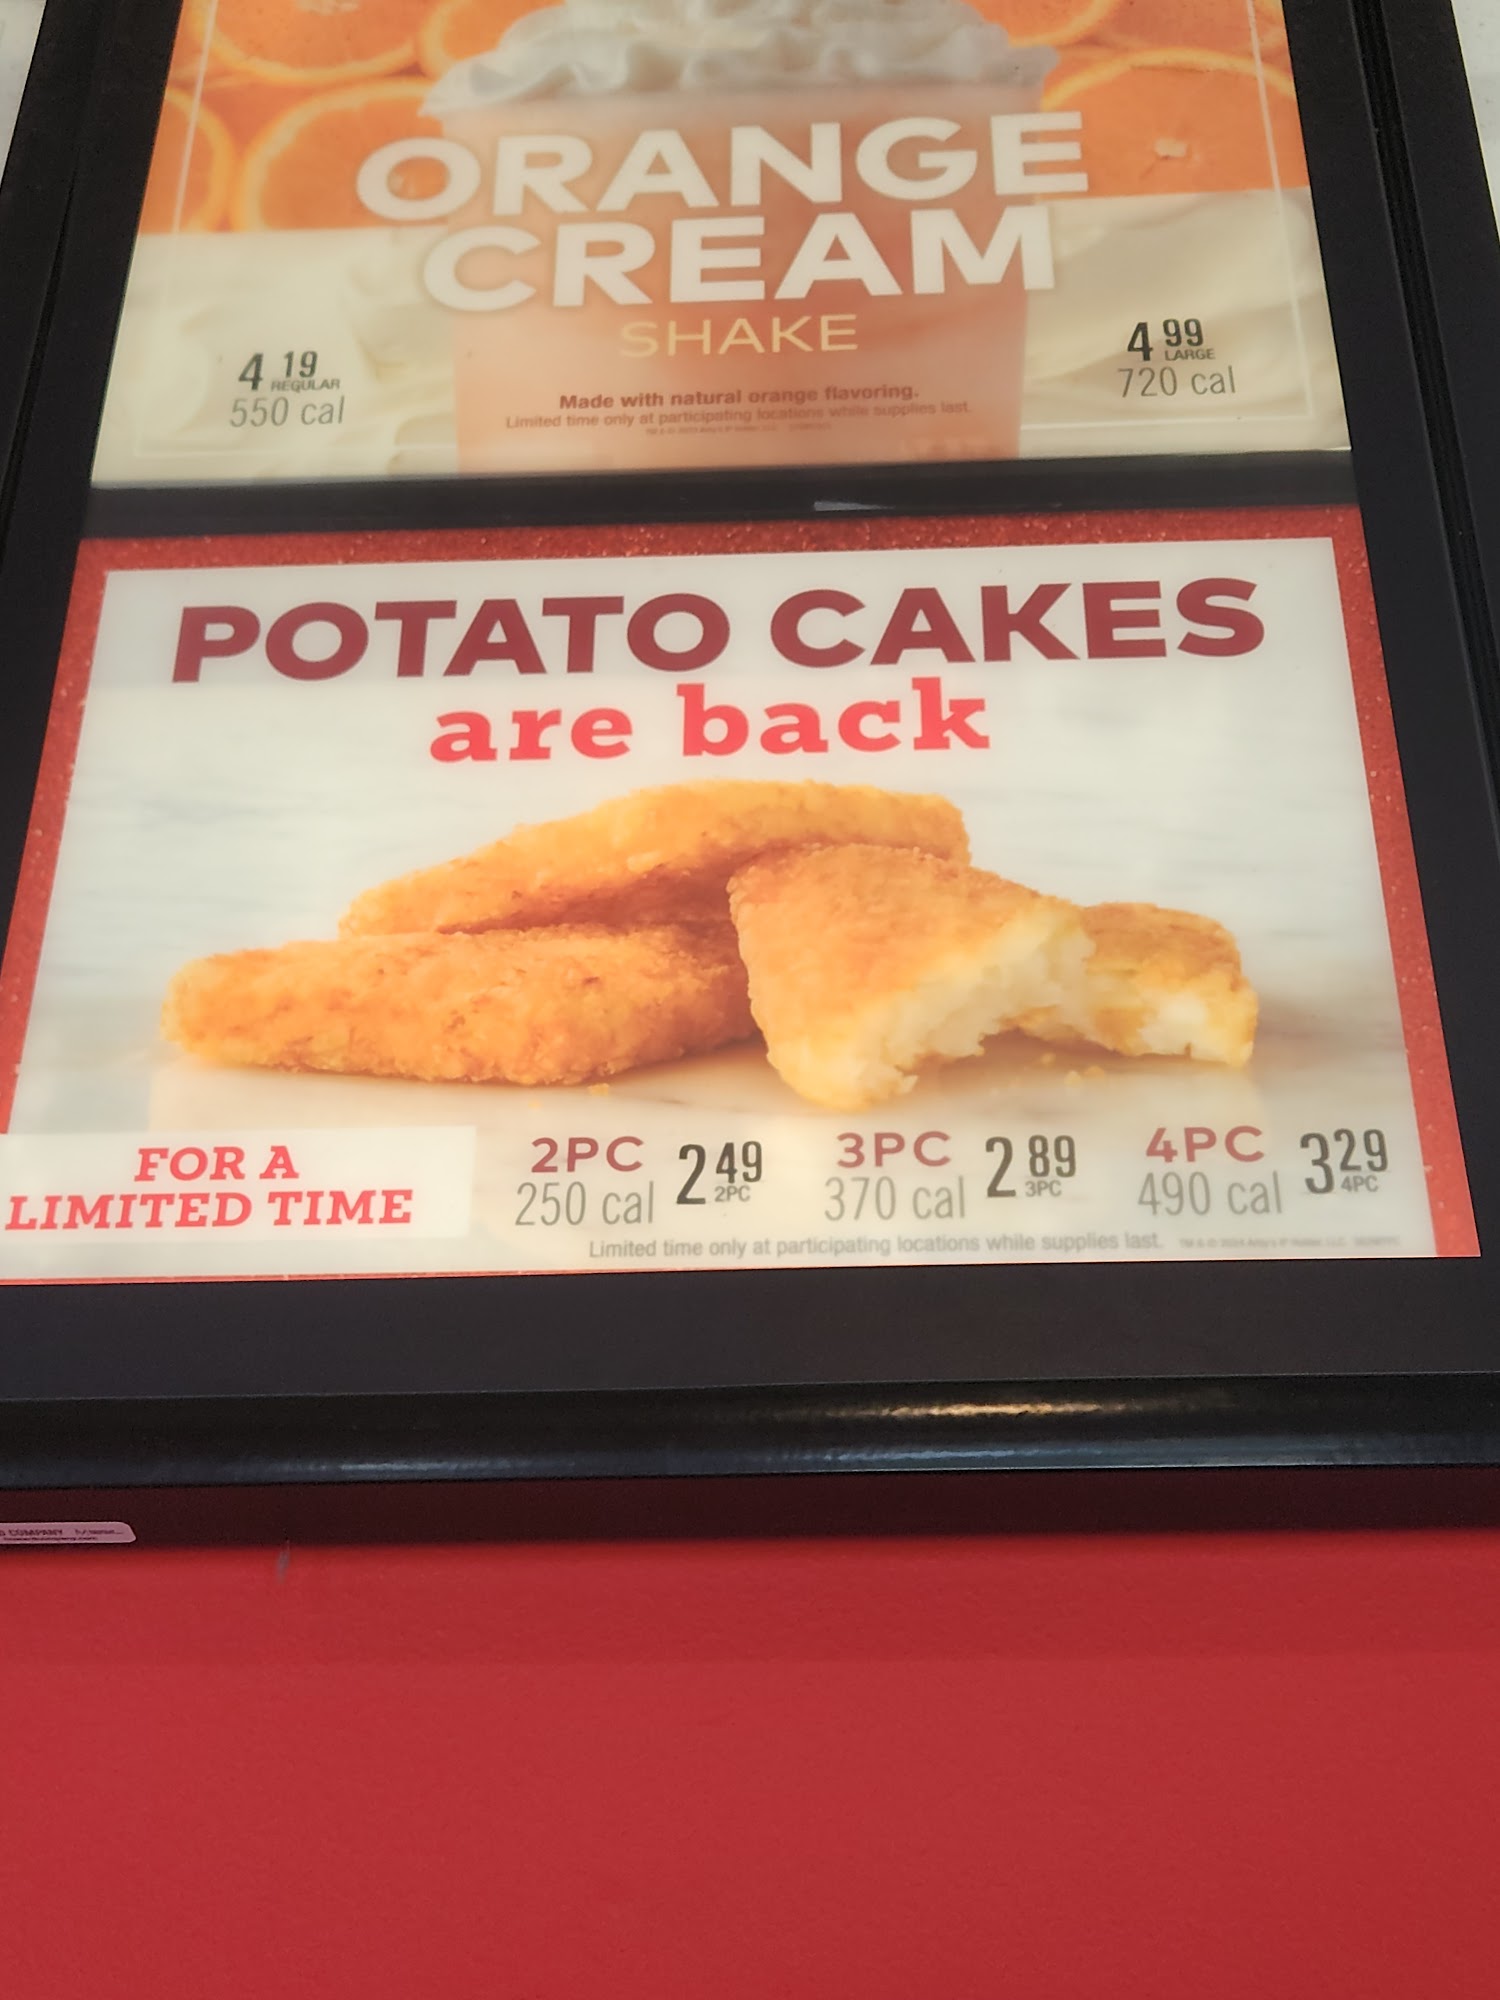 ORANGE
CREAM
SHAKE
4 19
REGULAR
550 cal
4 99
LARGE
720 cal
Made with natural orange flavoring.
Limited time only at participating locations while supplies last.
POTATO CAKES
are back
FOR A
LIMITED TIME
2PC 2 49
250 cal 2PC
3PC 2 89
370 cal 3PC
4PC 3 29
490 cal 4PC
Limited time only at participating locations while supplies last.
COMPANY